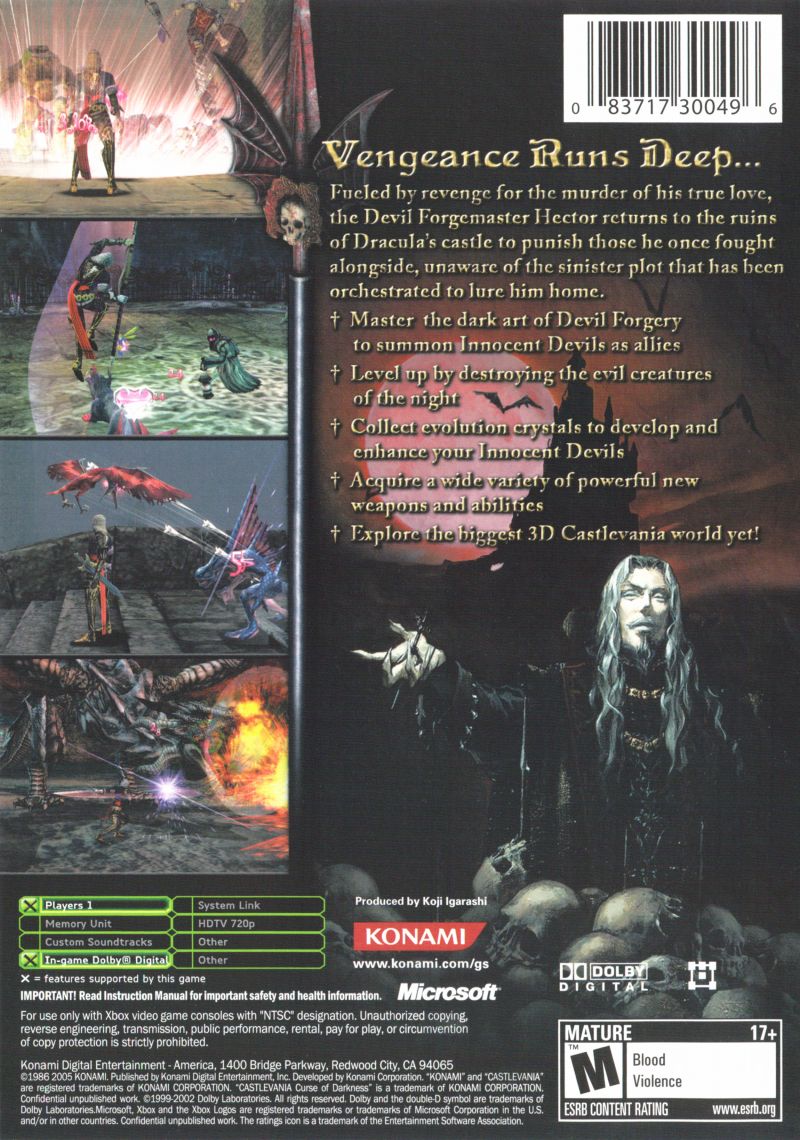 0 83717 30049 6
Vengeance Runs Deep...
Fueled by revenge for the murder of his true love,
the Devil Forgemaster Hector returns to the ruins
of Dracula's castle to punish those he once fought
alongside, unaware of the sinister plot that has been
orchestrated to lure him home.
† Master the dark art of Devil Forgery
to summon Innocent Devils as allies
† Level up by destroying the evil creatures
of the night
† Collect evolution crystals to develop and
enhance your Innocent Devils
† Acquire a wide variety of powerful new
weapons and abilities
† Explore the biggest 3D Castlevania world yet!
Players 1
System Link
Memory Unit
HDTV 720p
Custom Soundtracks
Other
In-game Dolby® Digital
Other
✕ = features supported by this game
Produced by Koji Igarashi
KONAMI
www.konami.com/gs
DOLBY
DIGITAL
IMPORTANT! Read Instruction Manual for important safety and health information.
Microsoft®
For use only with Xbox video game consoles with "NTSC" designation. Unauthorized copying,
reverse engineering, transmission, public performance, rental, pay for play, or circumvention
of copy protection is strictly prohibited.
Konami Digital Entertainment - America, 1400 Bridge Parkway, Redwood City, CA 94065
©1986 2005 KONAMI. Published by Konami Digital Entertainment, Inc. Developed by Konami Corporation. "KONAMI" and "CASTLEVANIA"
are registered trademarks of KONAMI CORPORATION. "CASTLEVANIA Curse of Darkness" is a trademark of KONAMI CORPORATION.
Confidential unpublished work. ©1999-2002 Dolby Laboratories. All rights reserved. Dolby and the double-D symbol are trademarks of
Dolby Laboratories.Microsoft, Xbox and the Xbox Logos are registered trademarks or trademarks of Microsoft Corporation in the U.S.
and/or in other countries. Confidential unpublished work. The ratings icon is a trademark of the Entertainment Software Association.
MATURE 17+
TM
M
Blood
Violence
ESRB CONTENT RATING www.esrb.org